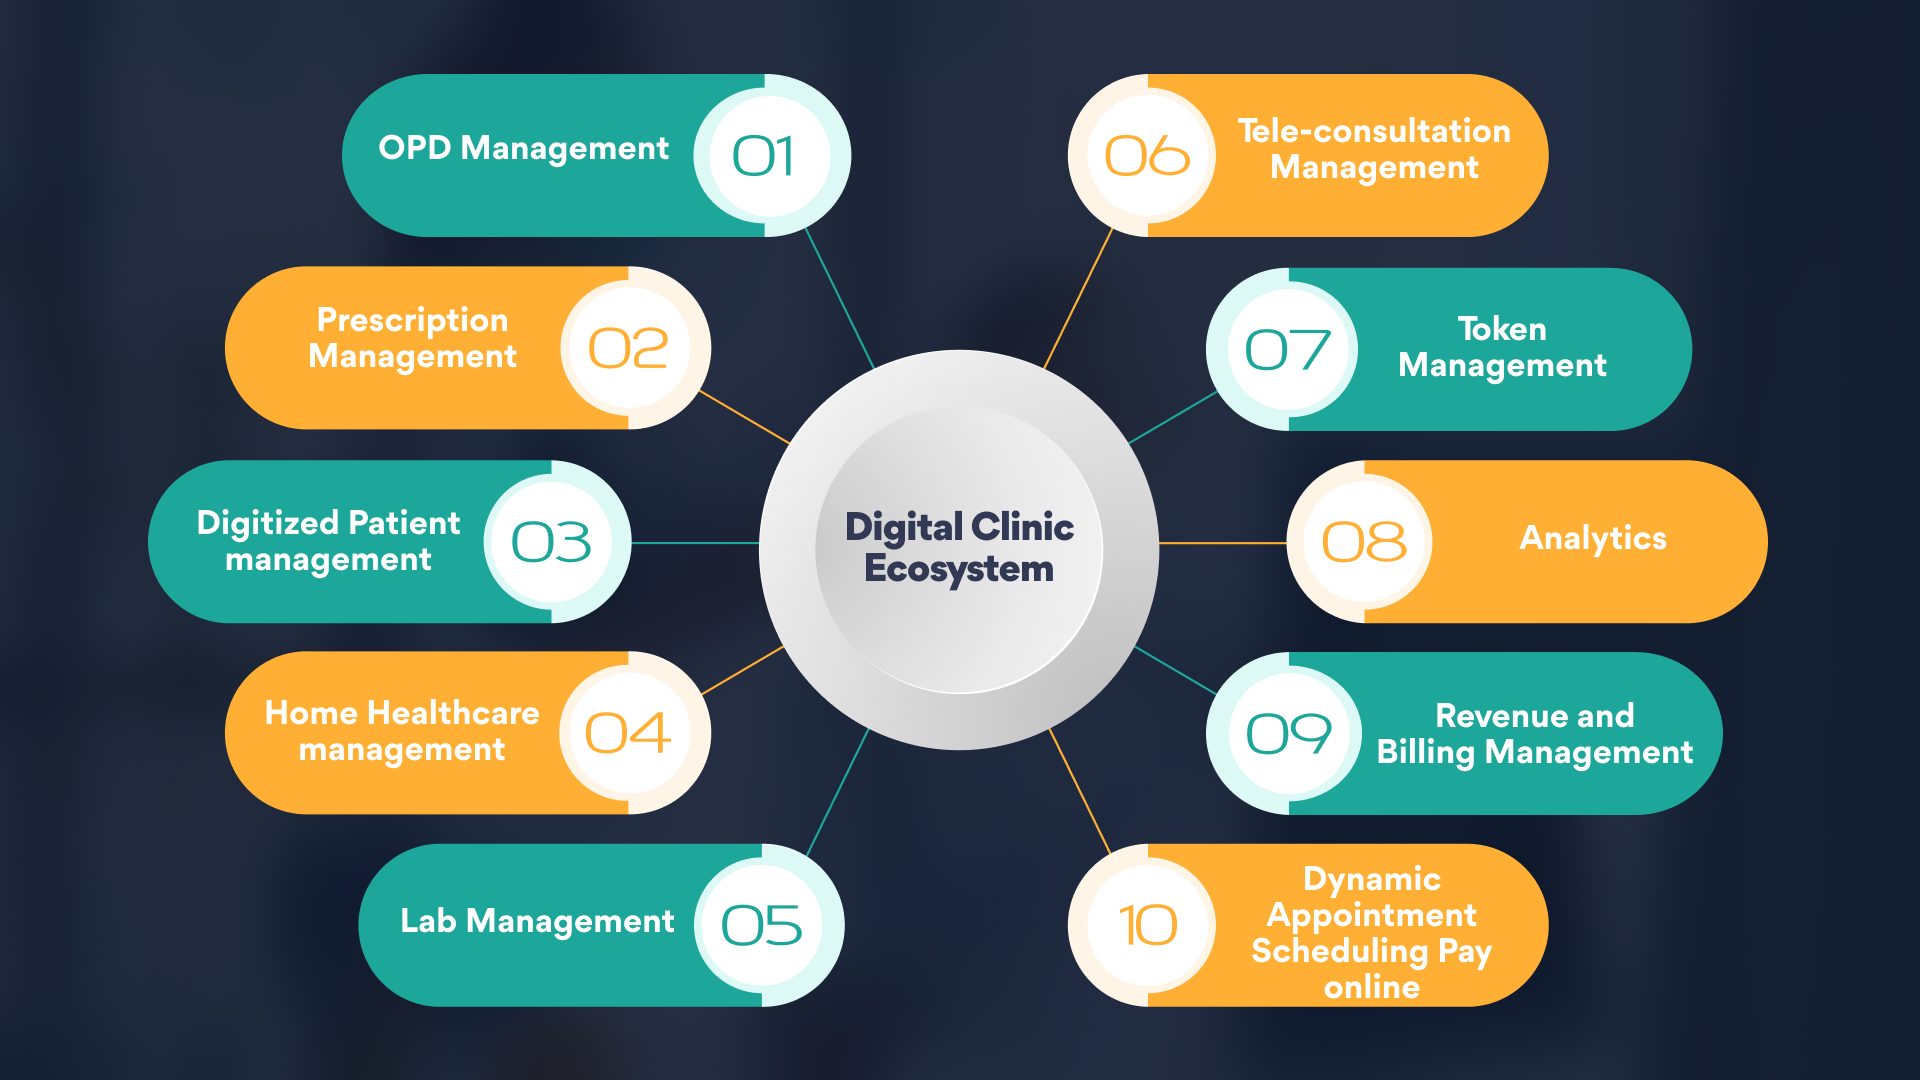 OPD Management
01
Prescription
Management
02
Digitized Patient
management
03
Home Healthcare
management
04
Lab Management
05
Digital Clinic
Ecosystem
06
Tele-consultation
Management
07
Token
Management
08
Analytics
09
Revenue and
Billing Management
10
Dynamic
Appointment
Scheduling Pay
online